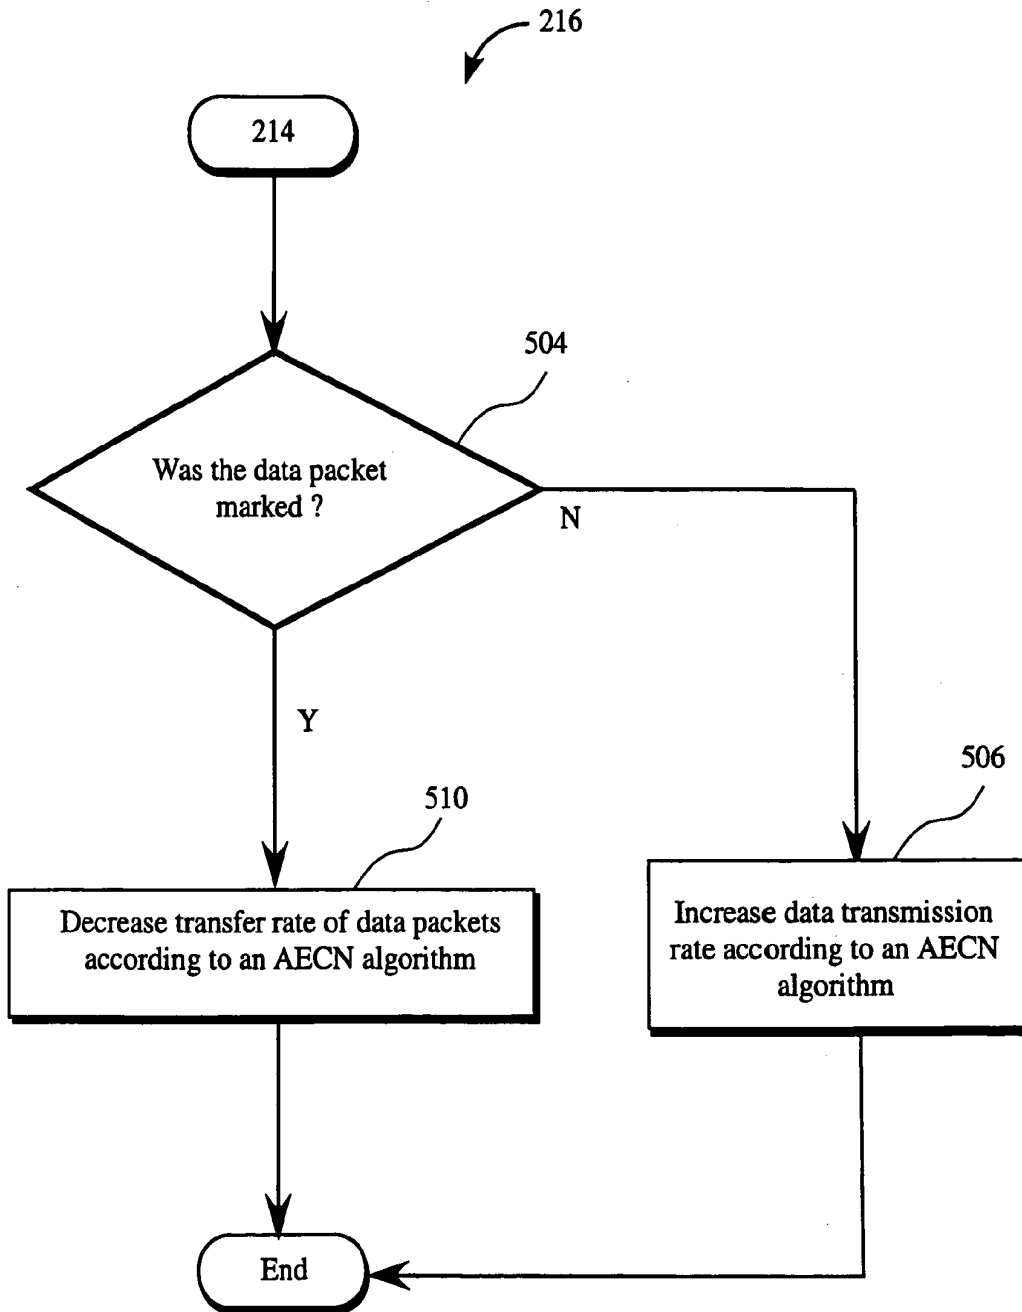 216
214
504
Was the data packet
marked ?
N
Y
506
510
Decrease transfer rate of data packets
according to an AECN algorithm
Increase data transmission
rate according to an AECN
algorithm
End